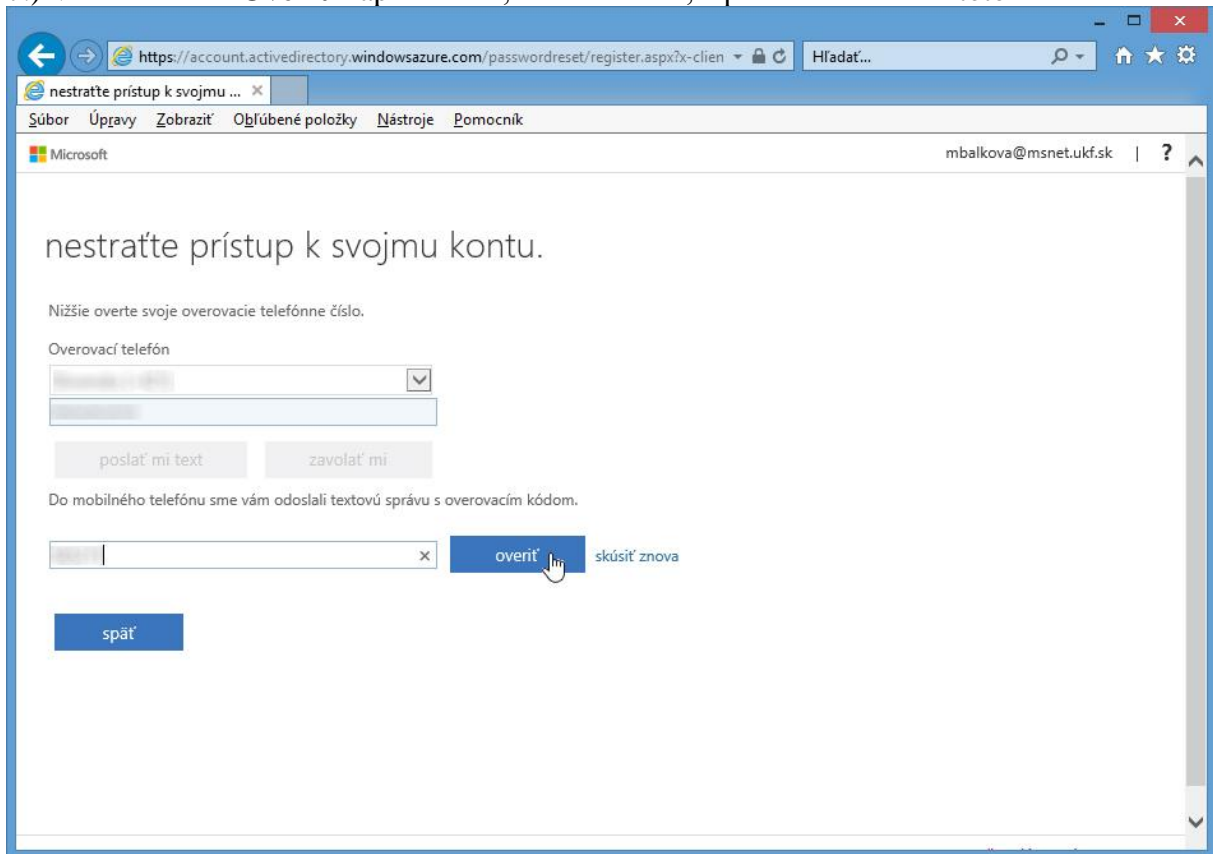 https://account.activedirectory.windowsazure.com/passwordreset/register.aspx?x-clien
Hľadať...
nestraťte prístup k svojmu ...
Súbor Úpravy Zobraziť Obľúbené položky Nástroje Pomocník
Microsoft
mbalkova@msnet.ukf.sk | ?
nestraťte prístup k svojmu kontu.
Nižšie overte svoje overovacie telefónne číslo.
Overovací telefón
poslať mi text
zavolať mi
Do mobilného telefónu sme vám odoslali textovú správu s overovacím kódom.
overiť
skúsiť znova
späť